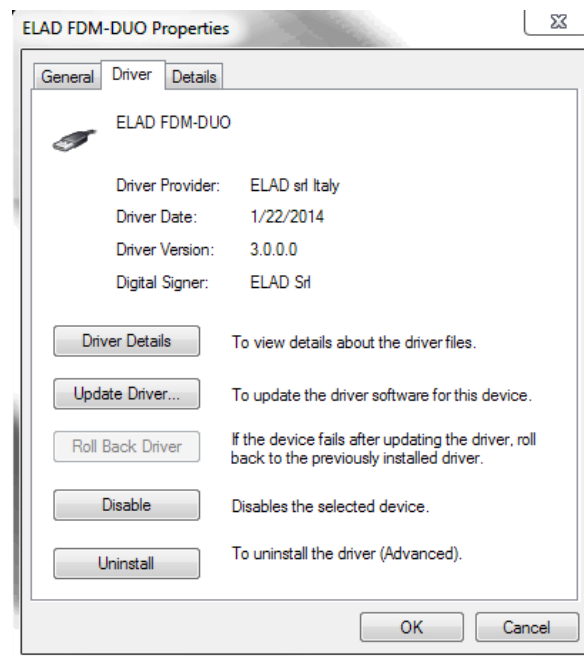 ELAD FDM-DUO Properties
General Driver Details
ELAD FDM-DUO
Driver Provider: ELAD srl Italy
Driver Date: 1/22/2014
Driver Version: 3.0.0.0
Digital Signer: ELAD Srl
Driver Details To view details about the driver files.
Update Driver... To update the driver software for this device.
Roll Back Driver If the device fails after updating the driver, roll
back to the previously installed driver.
Disable Disables the selected device.
Uninstall To uninstall the driver (Advanced).
OK Cancel